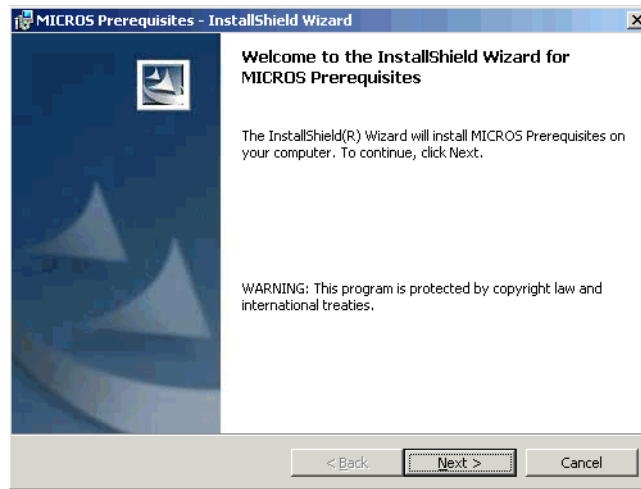 MICROS Prerequisites - InstallShield Wizard
Welcome to the InstallShield Wizard for
MICROS Prerequisites
The InstallShield(R) Wizard will install MICROS Prerequisites on
your computer. To continue, click Next.
WARNING: This program is protected by copyright law and
international treaties.
< Back
Next >
Cancel